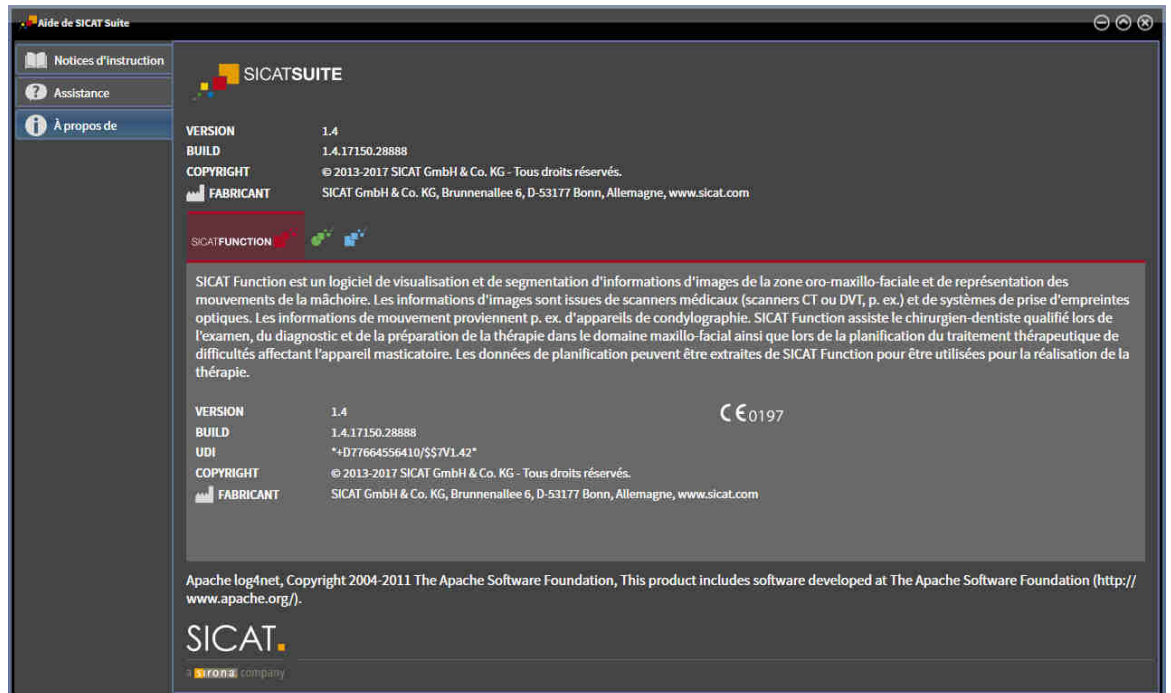 Aide de SICAT Suite
Notices d'instruction
Assistance
À propos de
SICATSUITE
VERSION 1.4
BUILD 1.4.17150.28888
COPYRIGHT © 2013-2017 SICAT GmbH & Co. KG - Tous droits réservés.
FABRICANT SICAT GmbH & Co. KG, Brunnenallee 6, D-53177 Bonn, Allemagne, www.sicat.com
SICATFUNCTION
SICAT Function est un logiciel de visualisation et de segmentation d'informations d'images de la zone oro-maxillo-faciale et de représentation des
mouvements de la mâchoire. Les informations d'images sont issues de scanners médicaux (scanners CT ou DVT, p. ex.) et de systèmes de prise d'empreintes
optiques. Les informations de mouvement proviennent p. ex. d'appareils de condylographie. SICAT Function assiste le chirurgien-dentiste qualifié lors de
l'examen, du diagnostic et de la préparation de la thérapie dans le domaine maxillo-facial ainsi que lors de la planification du traitement thérapeutique de
difficultés affectant l'appareil masticatoire. Les données de planification peuvent être extraites de SICAT Function pour être utilisées pour la réalisation de la
thérapie.
VERSION 1.4
CE0197
BUILD 1.4.17150.28888
UDI *+D77664556410/$$7V1.42*
COPYRIGHT © 2013-2017 SICAT GmbH & Co. KG - Tous droits réservés.
FABRICANT SICAT GmbH & Co. KG, Brunnenallee 6, D-53177 Bonn, Allemagne, www.sicat.com
Apache log4net, Copyright 2004-2011 The Apache Software Foundation, This product includes software developed at The Apache Software Foundation (http://
www.apache.org/).
SICAT.
a sirona company